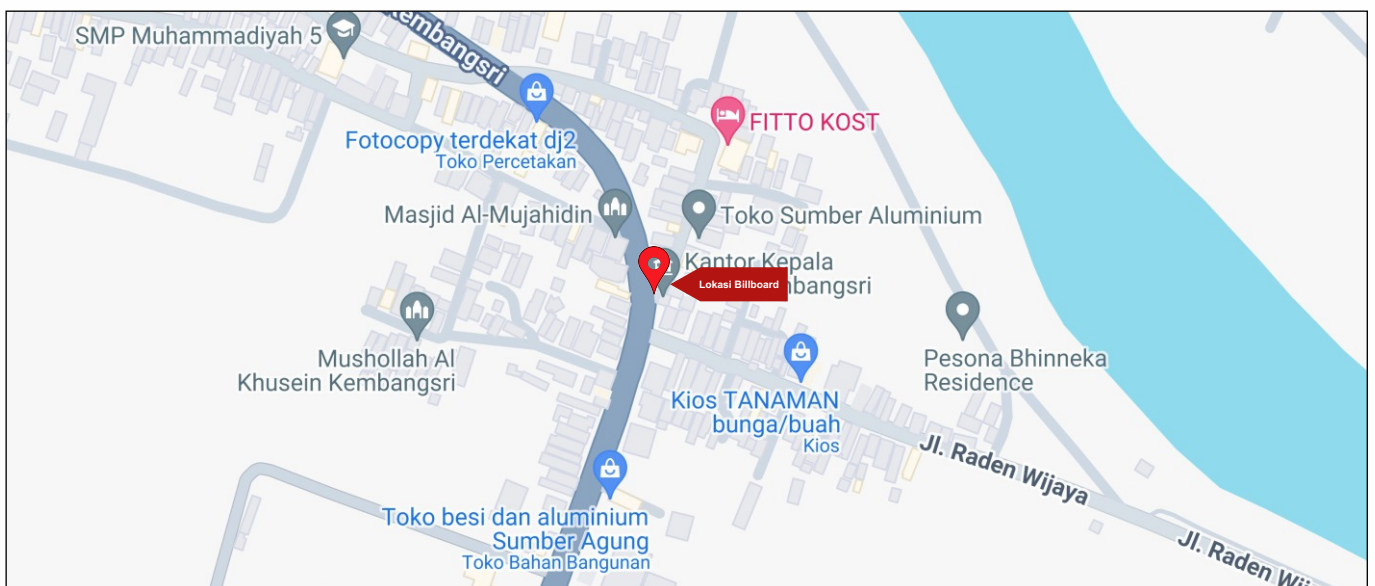 Kembangsri
SMP Muhammadiyah 5
FITTO KOST
Fotocopy terdekat dj2
Toko Percetakan
Masjid Al-Mujahidin
Toko Sumber Aluminium
Kantor Kepala
Lokasi Billboard
Mushollah Al
Khusein Kembangsri
Pesona Bhinneka
Residence
Kios TANAMAN
bunga/buah
Kios
Jl. Raden Wijaya
Toko besi dan aluminium
Sumber Agung
Toko Bahan Bangunan
Jl. Raden